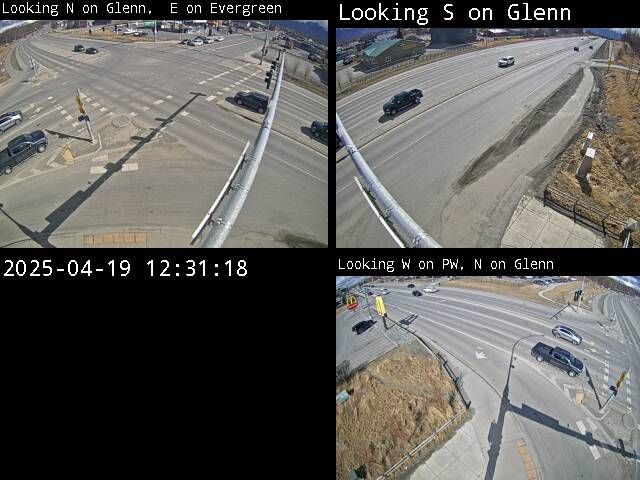 Looking N on Glenn,  E on Evergreen
Looking S on Glenn
2025-04-19 12:31:18
Looking W on PW, N on Glenn